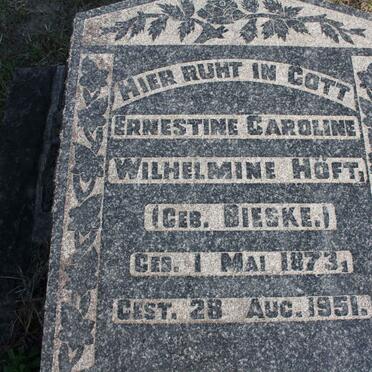 HIER RUHT IN GOTT
ERNESTINE CAROLINE
WILHELMINE HÖFT,
(GEB. BIESKE.)
GEB. 1 MAI 1873,
GEST. 28 AUG. 1951.